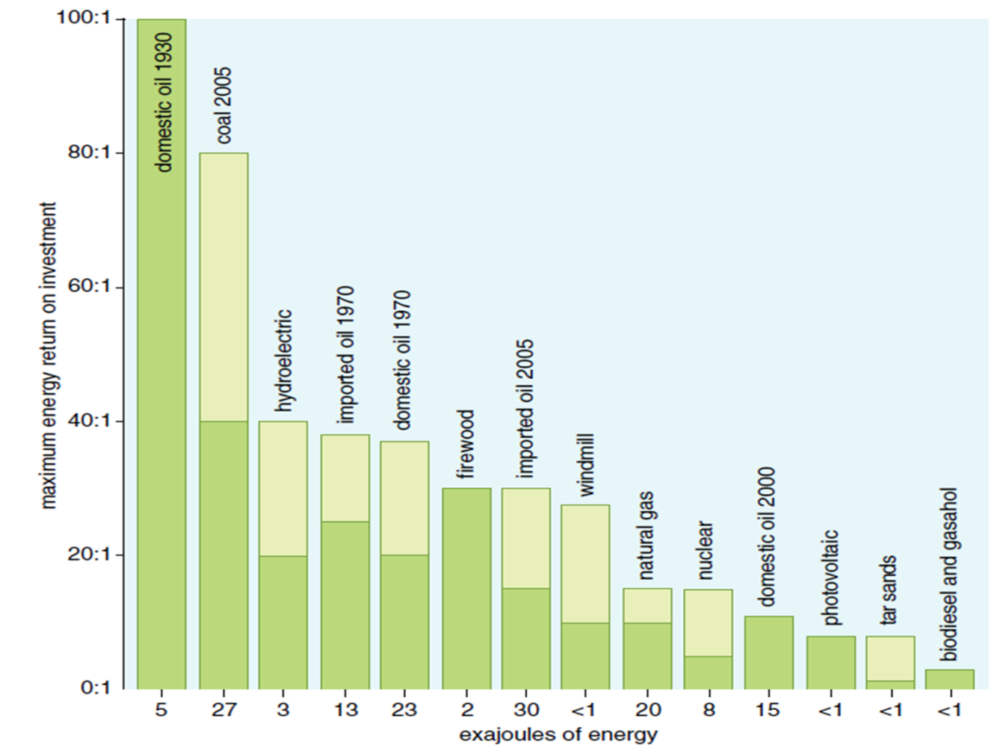 maximum energy return on investment
100:1
80:1
60:1
40:1
20:1
0:1
domestic oil 1930
coal 2005
hydroelectric
imported oil 1970
domestic oil 1970
firewood
imported oil 2005
windmill
natural gas
nuclear
domestic oil 2000
photovoltaic
tar sands
biodiesel and gasahol
5 27 3 13 23 2 30 <1 20 8 15 <1 <1 <1
exajoules of energy